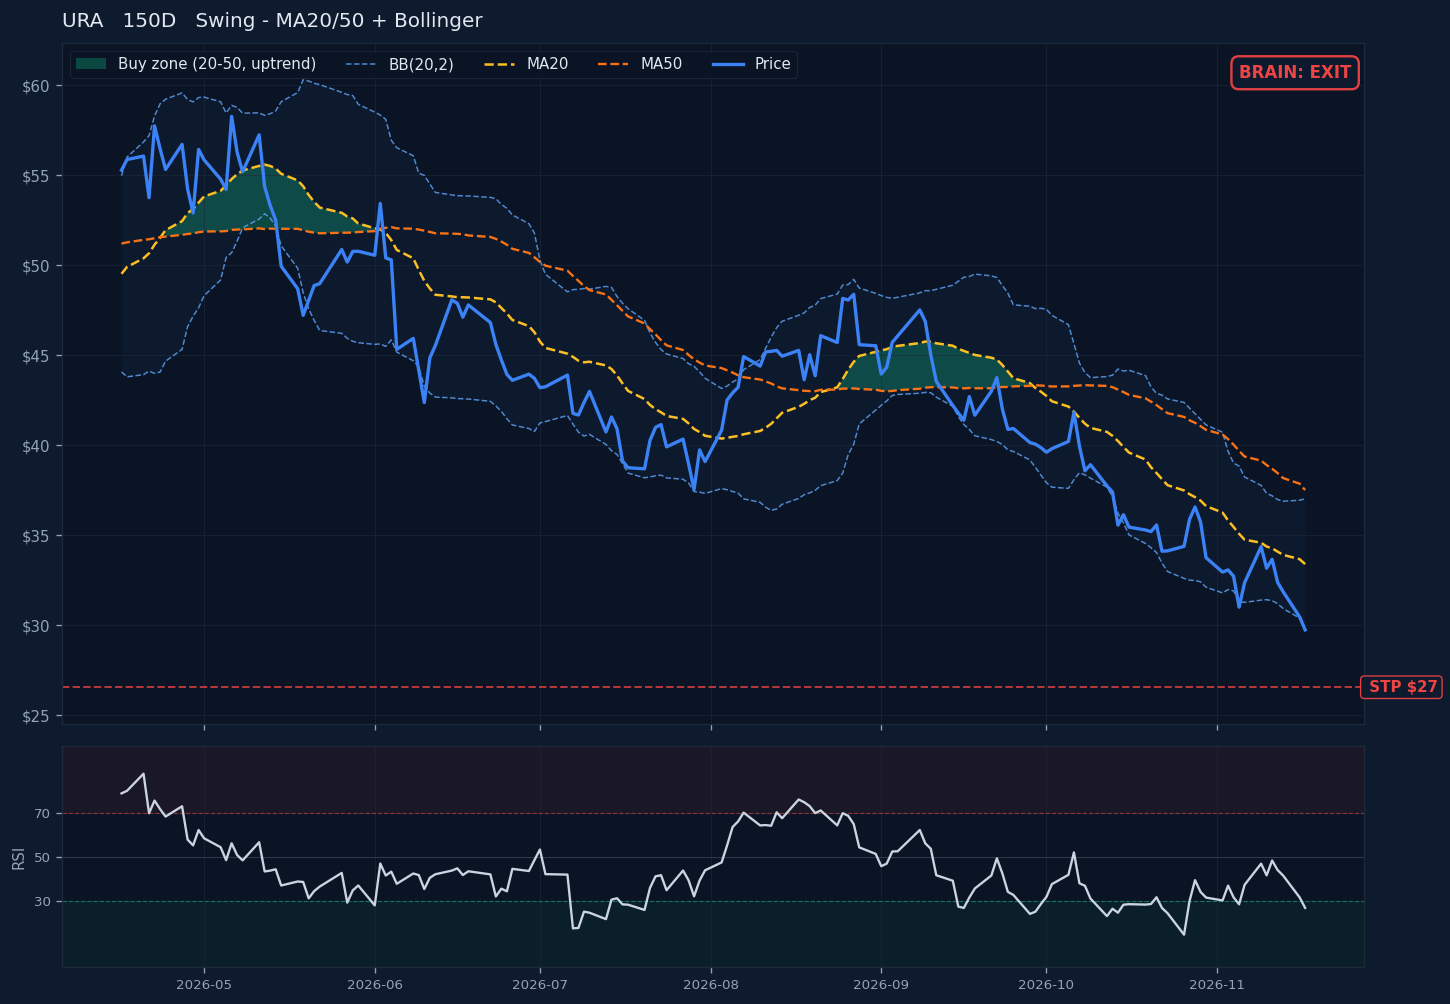 URA   150D   Swing - MA20/50 + Bollinger
Buy zone (20-50, uptrend)   BB(20,2)   MA20   MA50   Price
BRAIN: EXIT
$60
$55
$50
$45
$40
$35
$30
STP $27
$25
70
50
30
RSI
2026-05   2026-06   2026-07   2026-08   2026-09   2026-10   2026-11